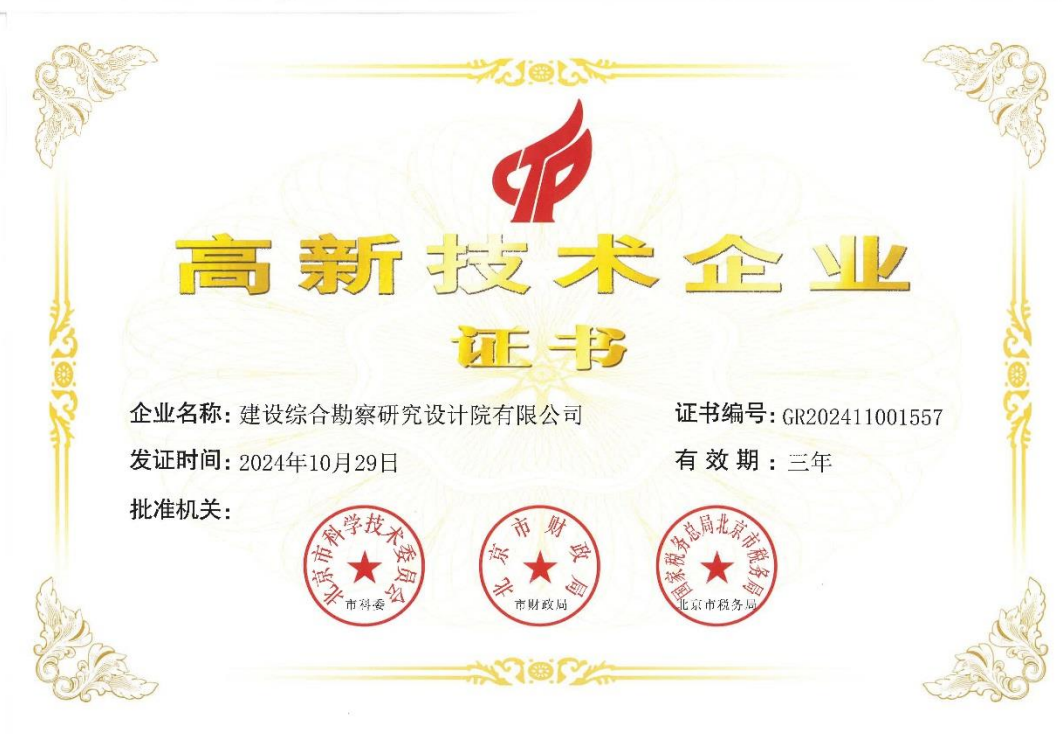 高新技术企业
证书
企业名称：建设综合勘察研究设计院有限公司
证书编号：GR202411001557
发证时间：2024年10月29日
有效期：三年
批准机关：
北京市科学技术委员会
市科委
北京市财政局
市财政局
国家税务总局北京市税务局
北京市税务局